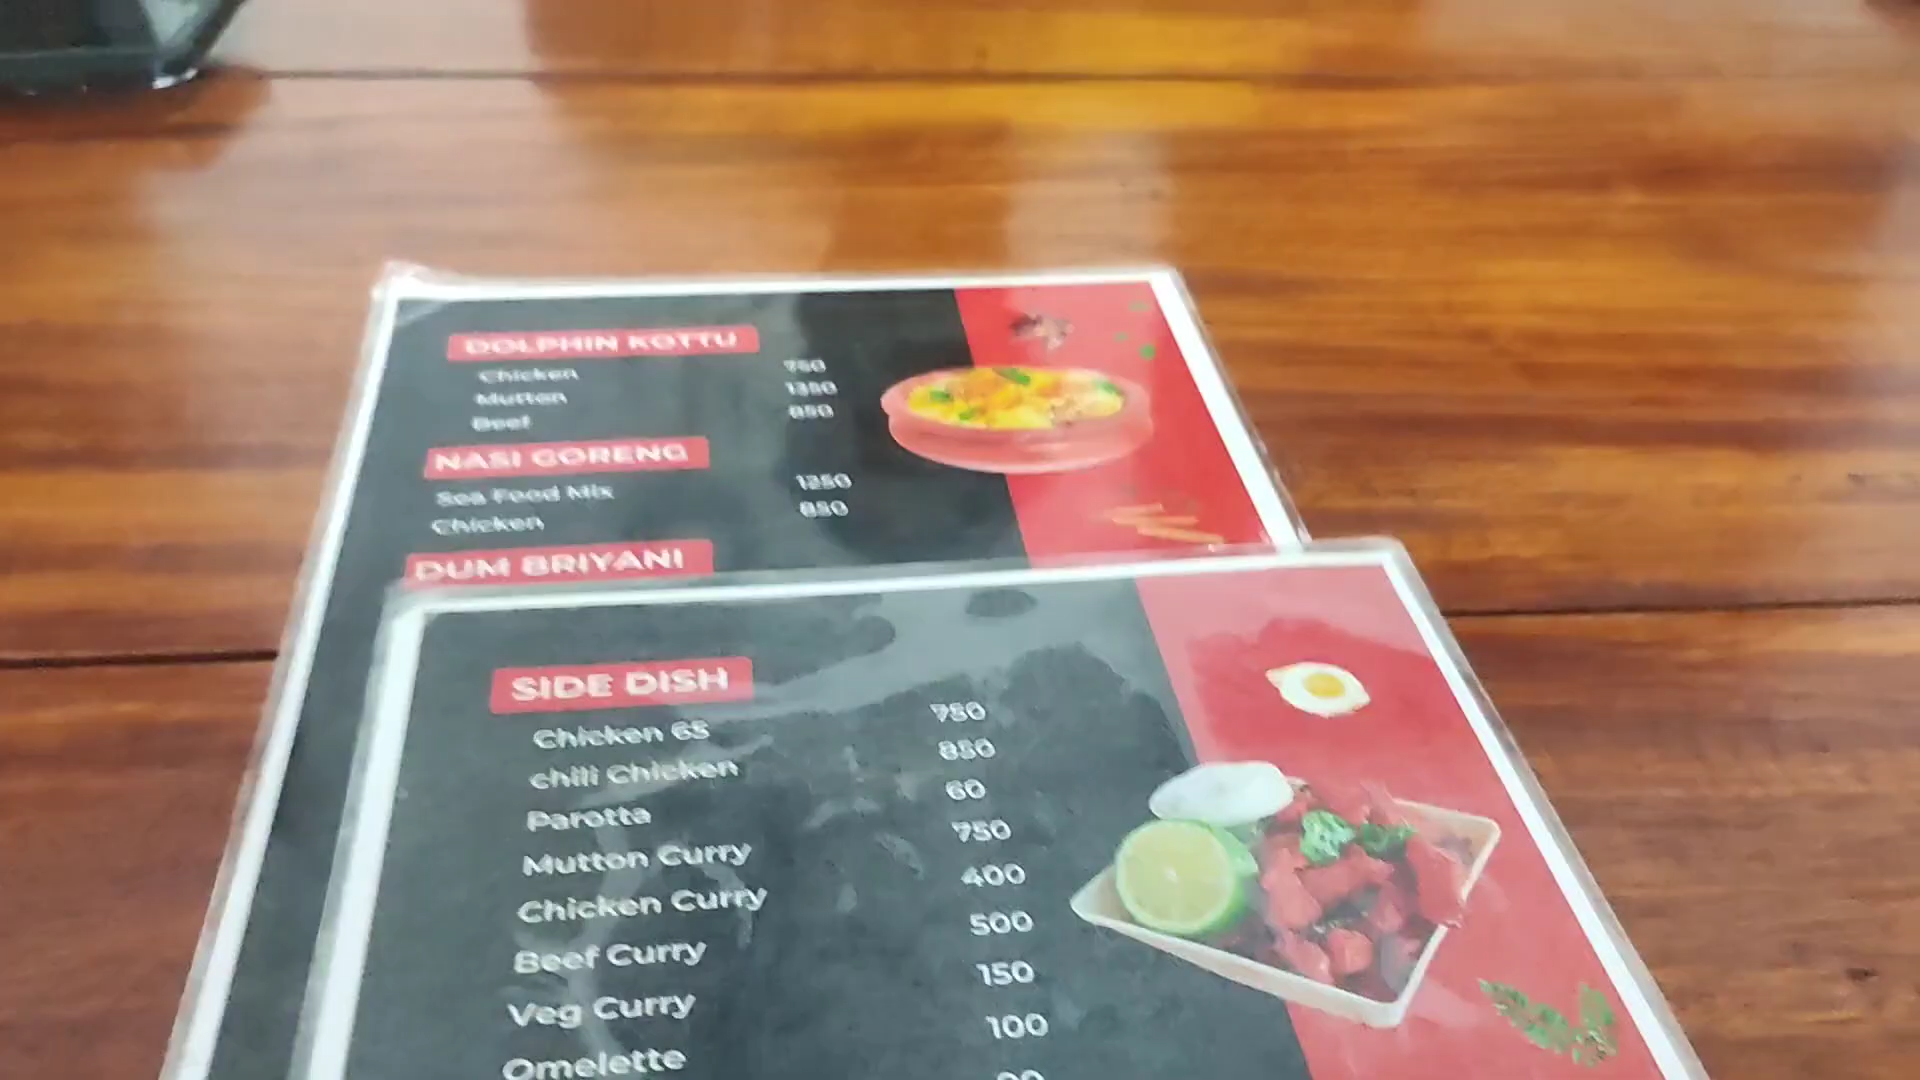 DOLPHIN KOTTU
Chicken 750
Mutton 1350
Beef 850
NASI GORENG
Sea Food Mix 1250
Chicken 850
DUM BRIYANI
SIDE DISH
Chicken 65 750
chili Chicken 850
Parotta 60
Mutton Curry 750
Chicken Curry 400
Beef Curry 500
Veg Curry 150
Omelette 100